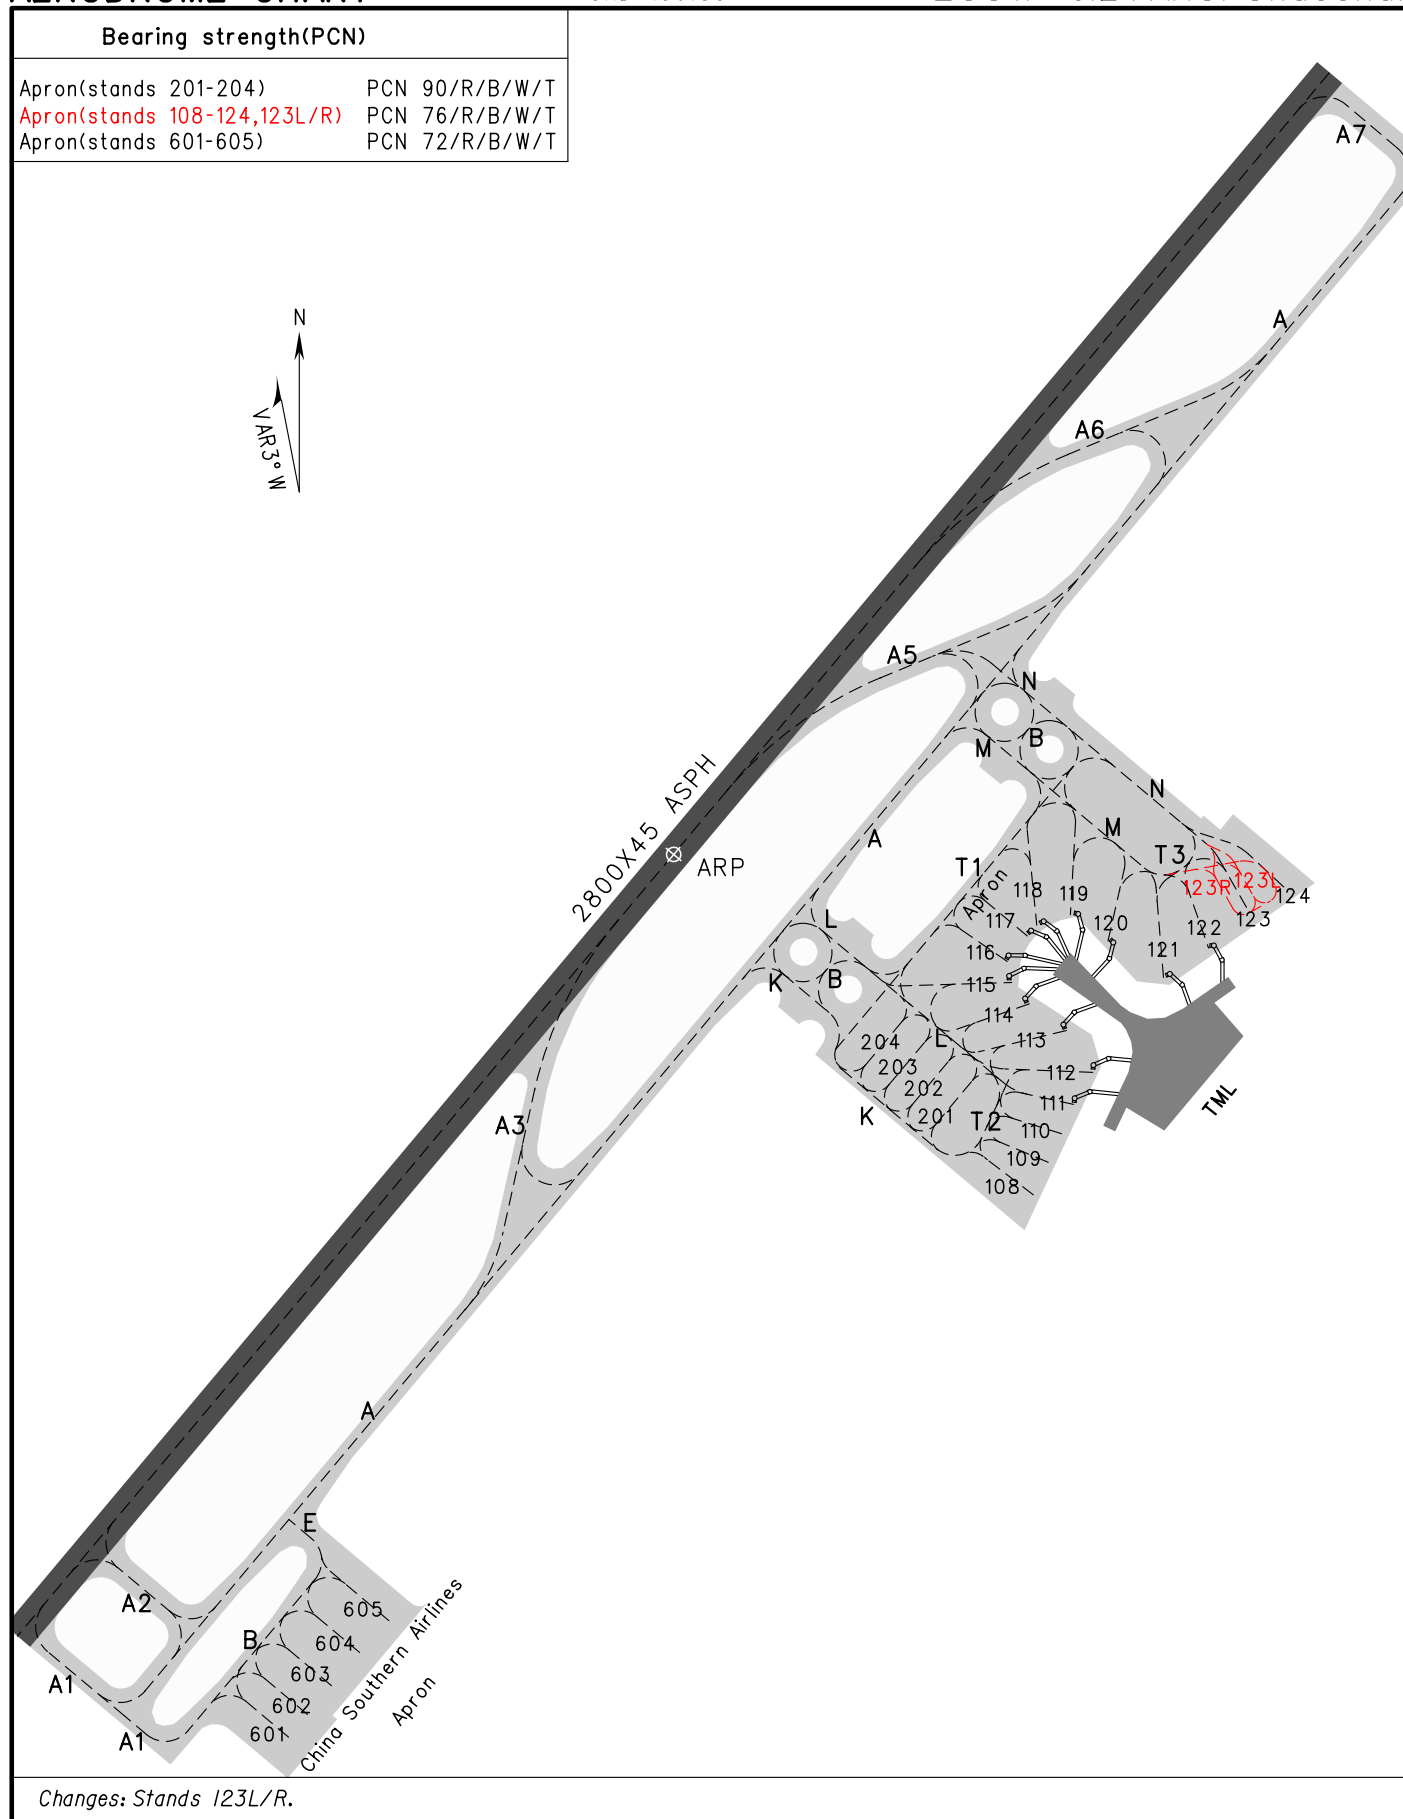 Bearing strength(PCN)
Apron(stands 201-204) PCN 90/R/B/W/T
Apron(stands 108-124,123L/R) PCN 76/R/B/W/T
Apron(stands 601-605) PCN 72/R/B/W/T
A7
N
A
VAR3°W
A6
A5
N
M
B
2800X45 ASPH
N
A
M
ARP
T1
T3
Apron
118
119
123R
123L
124
117
120
123
122
L
116
121
K
B
115
114
204
L
113
203
112
202
111
TML
K
201
T2
110
A3
109
108
A
E
A2
605
B
604
603
A1
602
601
A1
China Southern Airlines
Apron
Changes: Stands 123L/R.